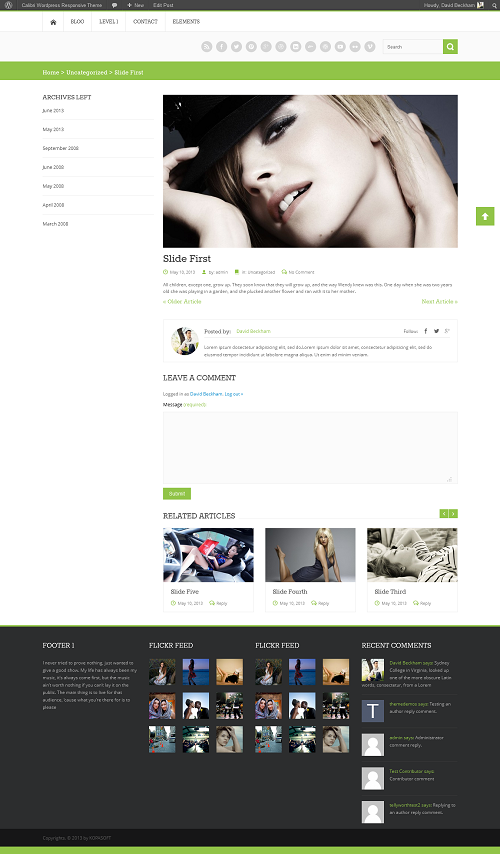 Calibo Wordpress Responsive Theme
New
Edit Post
Howdy, David Beckham
BLOG
LEVEL 1
CONTACT
ELEMENTS
Search
Home > Uncategorized > Slide First
ARCHIVES LEFT
June 2013
May 2013
September 2008
June 2008
May 2008
April 2008
March 2008
Slide First
May 10, 2013 by: admin in: Uncategorized No Comment
All children, except one, grow up. They soon know that they will grow up, and the way Wendy knew was this. One day when she was two years
old she was playing in a garden, and she plucked another flower and ran with it to her mother.
« Older Article
Next Article »
Posted by: David Beckham
Follow:
Lorem ipsum dosectetur adipisicing elit, sed do.Lorem ipsum dolor sit amet, consectetur adipisicing elit, sed do
eiusmod tempor incididunt ut labolore magna aliqua. Ut enim ad minim veniam.
LEAVE A COMMENT
Logged in as David Beckham. Log out »
Message (required):
Submit
RELATED ARTICLES
Slide Five
May 10, 2013 Reply
Slide Fourth
May 10, 2013 Reply
Slide Third
May 10, 2013 Reply
FOOTER 1
I never tried to prove nothing, just wanted to
give a good show. My life has always been my
music, it's always come first, but the music
ain't worth nothing if you can't lay it on the
public. The main thing is to live for that
audience, 'cause what you're there for is to
please
FLICKR FEED
FLICKR FEED
RECENT COMMENTS
David Beckham says: Sydney
College in Virginia, looked up
one of the more obscure Latin
words, consectetur, from a Lorem
T
themedemos says: Testing an
author reply comment.
admin says: Administrator
comment reply.
Test Contributor says:
Contributor comment.
tellyworthtest2 says: Replying to
an author reply comment.
Copyrights. © 2013 by KOPASOFT